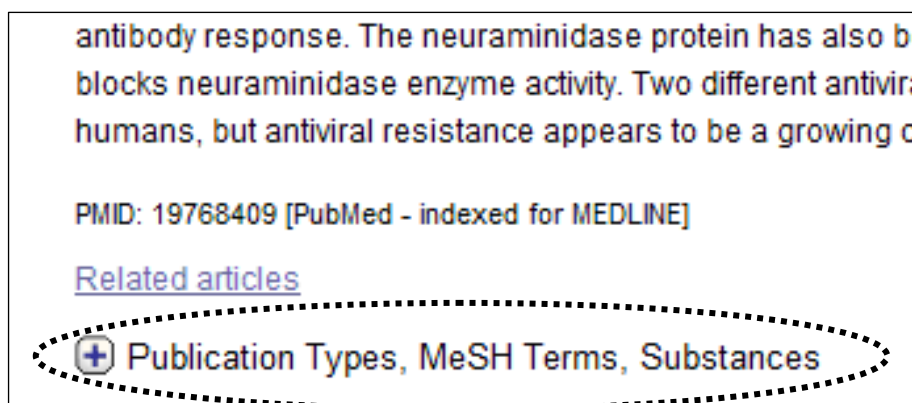 antibody response. The neuraminidase protein has also b
blocks neuraminidase enzyme activity. Two different antivira
humans, but antiviral resistance appears to be a growing c
PMID: 19768409 [PubMed - indexed for MEDLINE]
Related articles
Publication Types, MeSH Terms, Substances